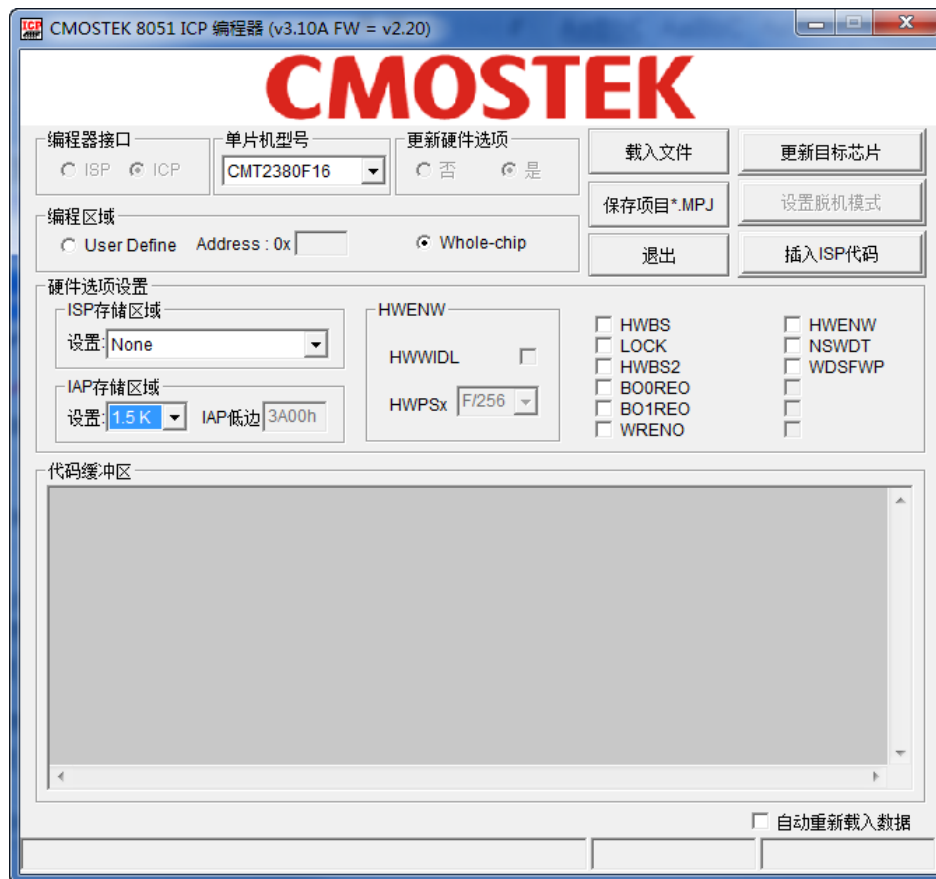 CMOSTEK 8051 ICP 编程器 (v3.10A FW = v2.20)
CMOSTEK
编程器接口
ISP ICP
单片机型号
CMT2380F16
更新硬件选项
否 是
载入文件
更新目标芯片
保存项目*.MPJ
设置脱机模式
退出
插入ISP代码
编程区域
User Define Address : 0x
Whole-chip
硬件选项设置
ISP存储区域
设置: None
IAP存储区域
设置: 1.5 K IAP低边 3A00h
HWENW
HWWIDL
HWPSx F/256
HWBS
LOCK
HWBS2
BO0REO
BO1REO
WRENO
HWENW
NSWDT
WDSFWP
代码缓冲区
自动重新载入数据